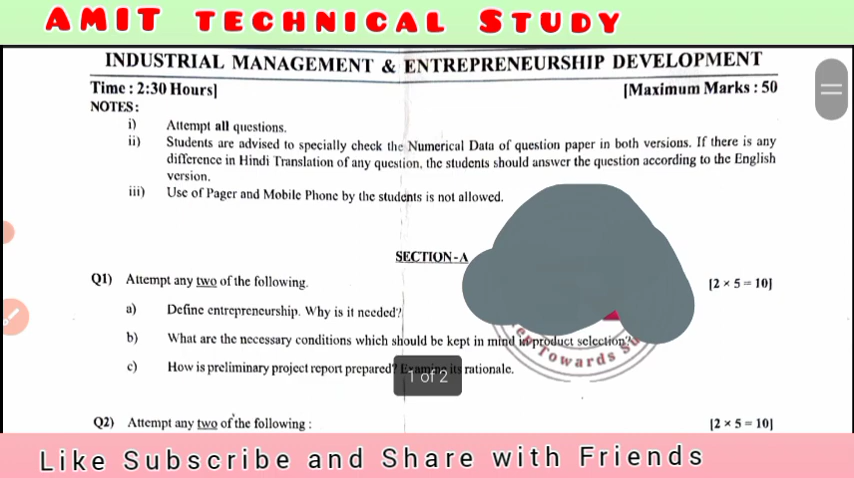 AMIT TECHNICAL STUDY
INDUSTRIAL MANAGEMENT & ENTREPRENEURSHIP DEVELOPMENT
Time : 2:30 Hours] [Maximum Marks : 50
NOTES:
i) Attempt all questions.
ii) Students are advised to specially check the Numerical Data of question paper in both versions. If there is any
difference in Hindi Translation of any question, the students should answer the question according to the English
version.
iii) Use of Pager and Mobile Phone by the students is not allowed.
SECTION-A
Q1) Attempt any two of the following. [2 × 5 = 10]
a) Define entrepreneurship. Why is it needed?
b) What are the necessary conditions which should be kept in mind in product selection?
Towards
c) How is preliminary project report prepared? Examine its rationale.
1 of 2
Q2) Attempt any two of the following : [2 × 5 = 10]
Like Subscribe and Share with Friends